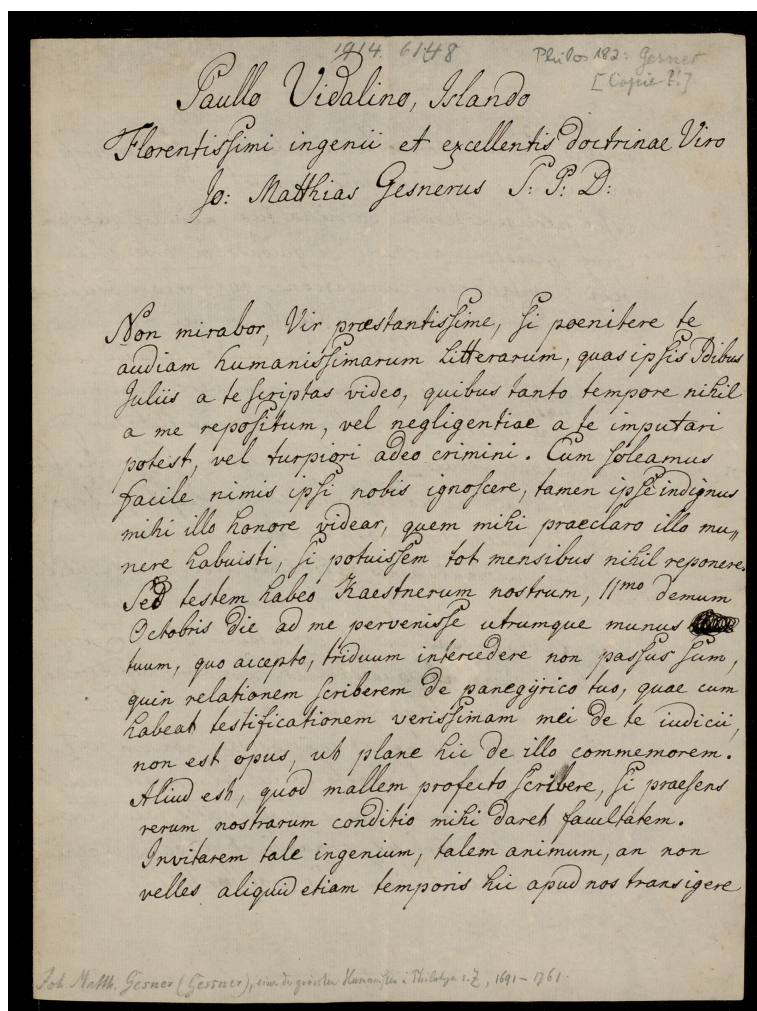 1914. 6148
Philos 182: Gesner
[Copie?!]
Paullo Vidalino, Islando
Florentissimi ingenii et excellentis doctrinae Viro
Jo: Matthias Gesnerus S: P: D:
Non mirabor, Vir præstantissime, si poenitere te
audiam humanissimarum litterarum, quas ipsis Idibus
Juliis a te scriptas video, quibus tanto tempore nihil
a me repositum, vel negligentiae a te imputari
potest, vel turpiori adeo crimini. Cum soleamus
facile nimis ipsi nobis ignoscere, tamen ipse indignus
mihi illo honore videar, quem mihi praeclaro illo mu„
nere habuisti, si potuissem tot mensibus nihil reponere.
Sed testem habeo Kaestnerum nostrum, 11mo demum
Octobris die ad me pervenisse utrumque munus
tuum, quo accepto, triduum intercedere non passus sum,
quin relationem scriberem de panegÿrico tuo, quae cum
habeat testificationem verissimam mei de te iudicii,
non est opus, ut plane hic de illo commemorem.
Aliud est, quod mallem profecto scribere, si praesens
rerum nostrarum conditio mihi daret facultatem.
Invitarem tale ingenium, talem animum, an non
velles aliquid etiam temporis hic apud nos transigere
Joh. Matth. Gesner (Gessner), einer der grössten Humanisten u. Philologen s. Z., 1691-1761.